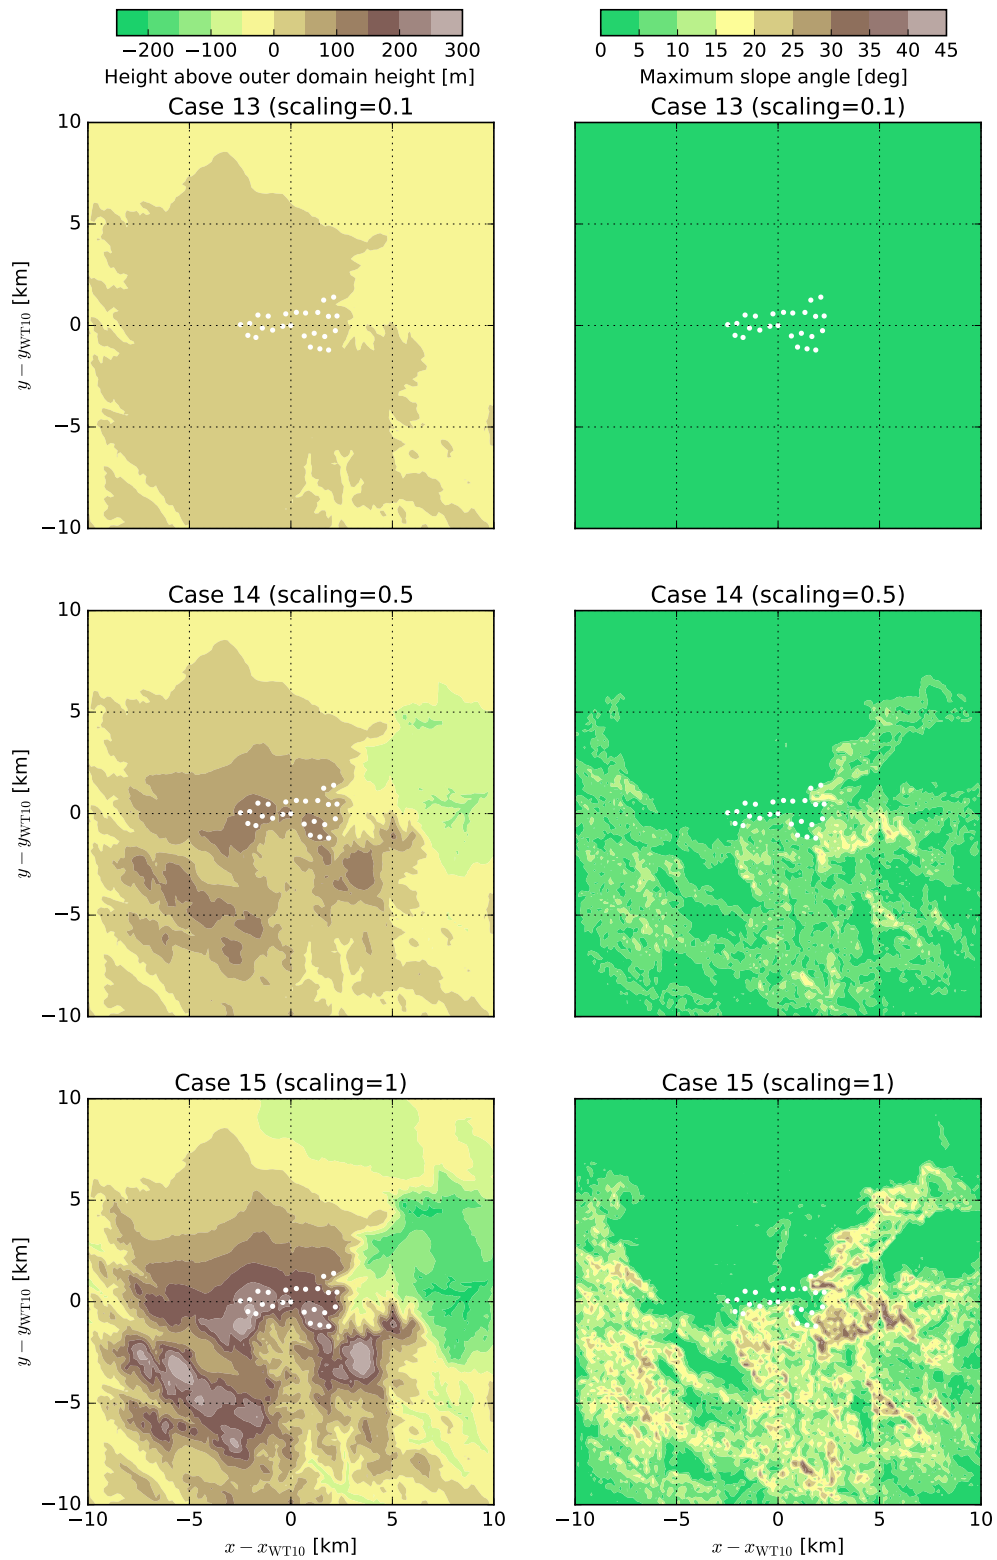 −200 −100 0 100 200 300
Height above outer domain height [m]
0 5 10 15 20 25 30 35 40 45
Maximum slope angle [deg]
Case 13 (scaling=0.1
Case 13 (scaling=0.1)
10
5
0
−5
−10
y − yWT10 [km]
Case 14 (scaling=0.5
Case 14 (scaling=0.5)
10
5
0
−5
−10
y − yWT10 [km]
Case 15 (scaling=1)
Case 15 (scaling=1)
10
5
0
−5
−10
y − yWT10 [km]
−10 −5 0 5 10
x − xWT10 [km]
−10 −5 0 5 10
x − xWT10 [km]